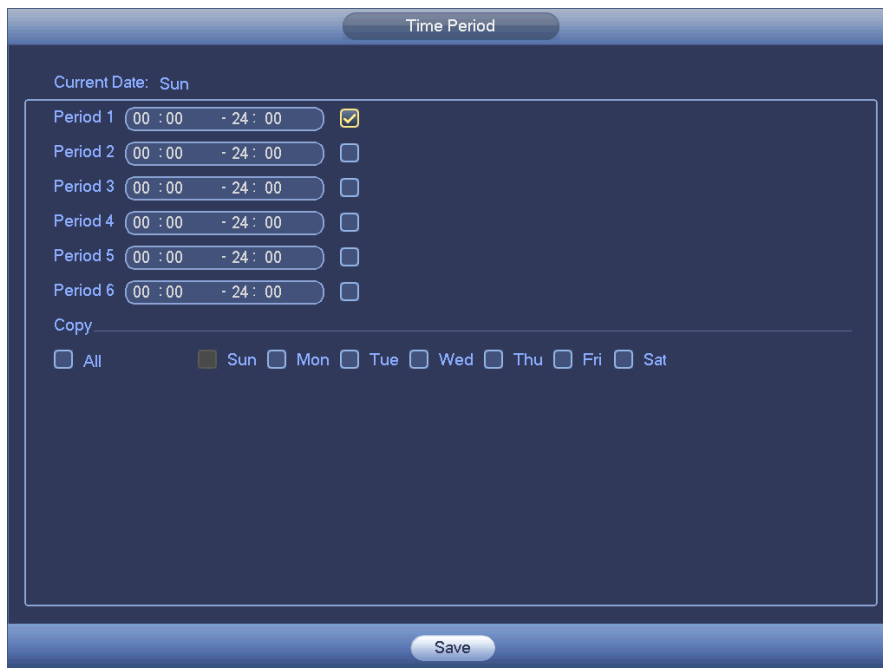 Time Period
Current Date: Sun
Period 1 00 :00 - 24 : 00
Period 2 00 :00 - 24 : 00
Period 3 00 :00 - 24 : 00
Period 4 00 :00 - 24 : 00
Period 5 00 :00 - 24 : 00
Period 6 00 :00 - 24 : 00
Copy
All Sun Mon Tue Wed Thu Fri Sat
Save